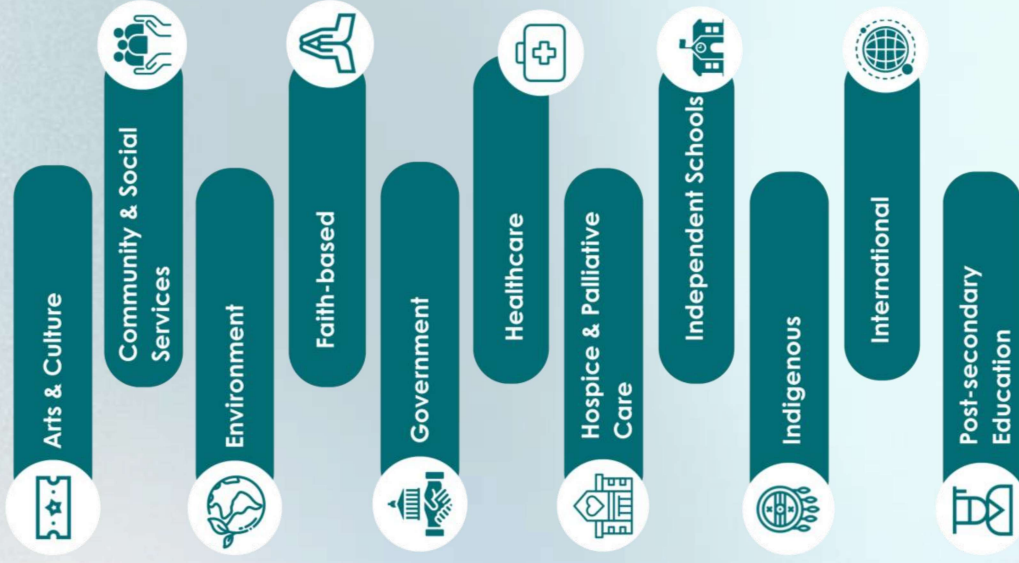 Arts & Culture
Community & Social
Services
Environment
Faith-based
Government
Healthcare
Hospice & Palliative
Care
Independent Schools
Indigenous
International
Post-secondary
Education